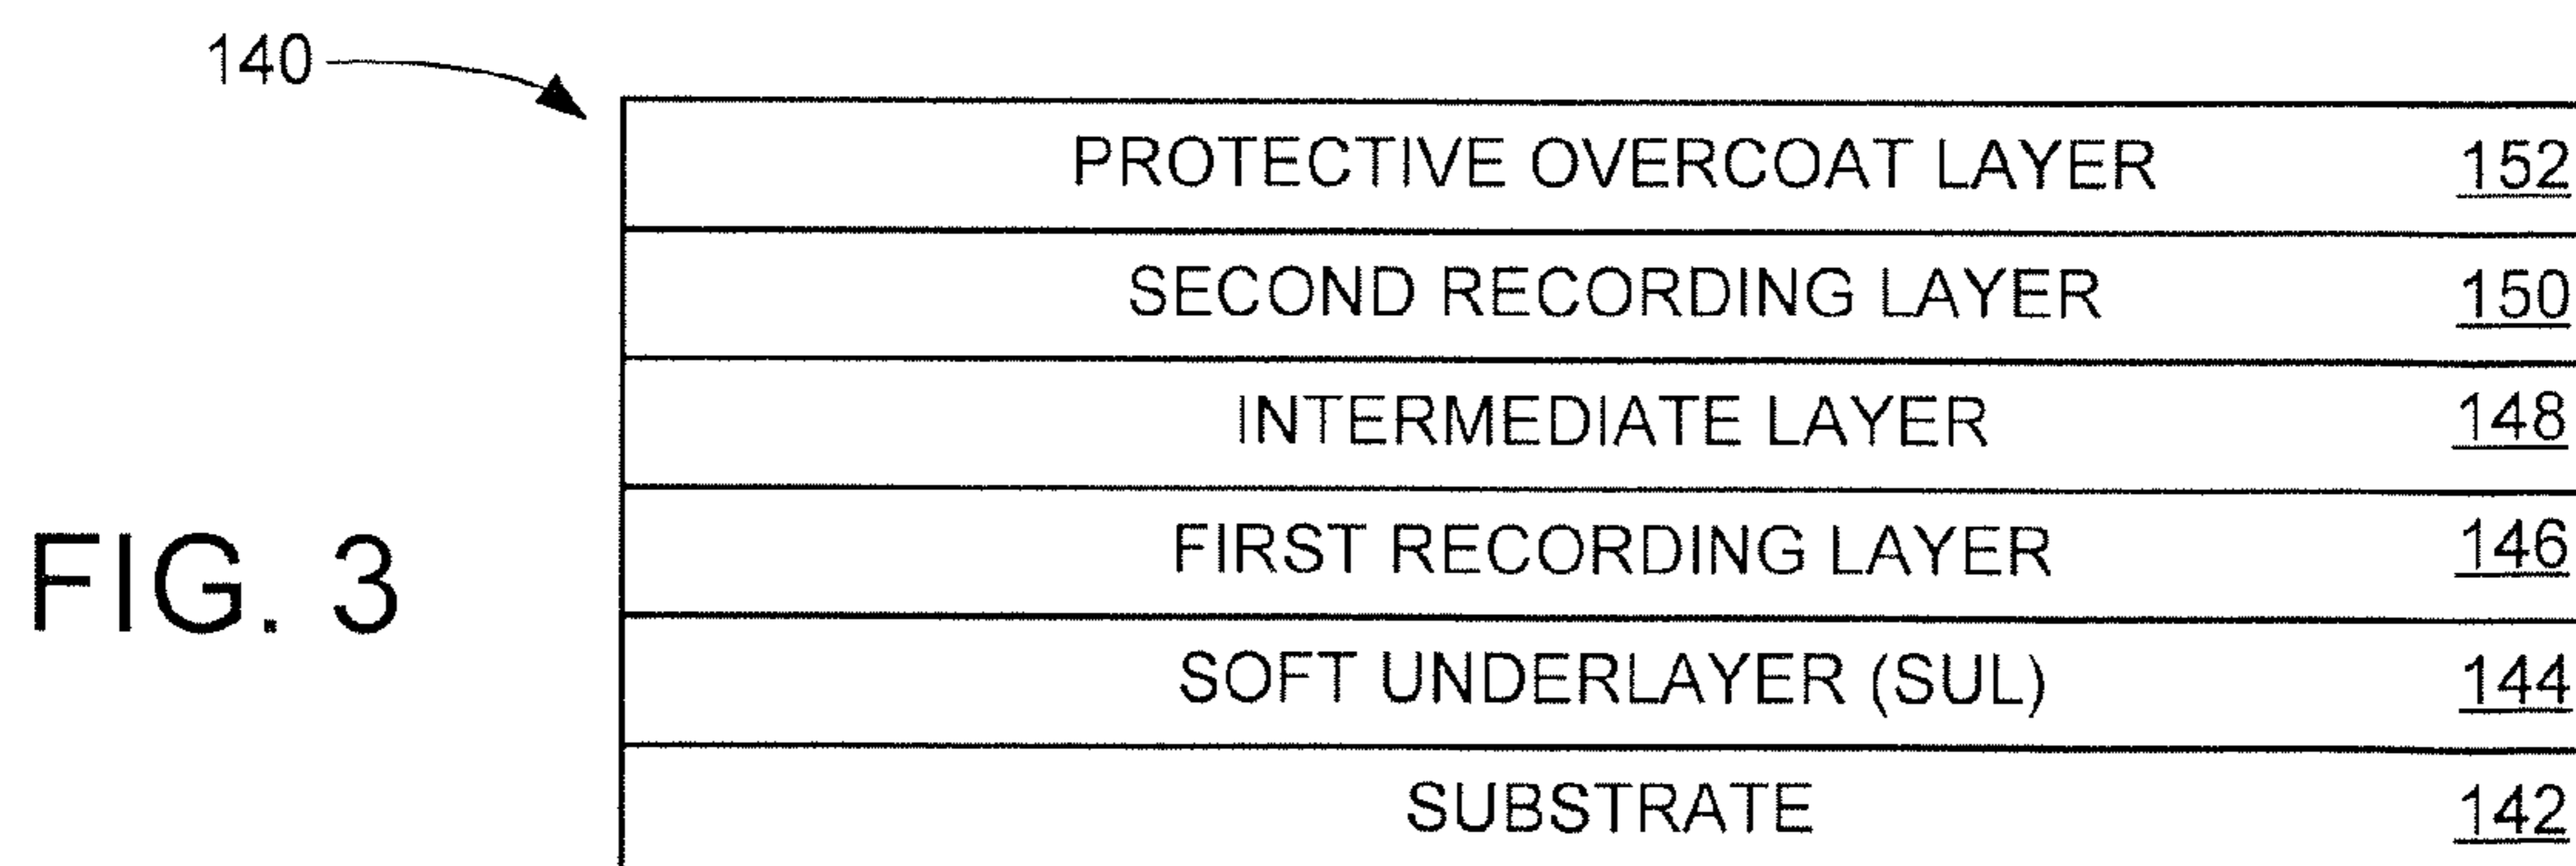 140
PROTECTIVE OVERCOAT LAYER 152
SECOND RECORDING LAYER 150
INTERMEDIATE LAYER 148
FIRST RECORDING LAYER 146
FIG. 3
SOFT UNDERLAYER (SUL) 144
SUBSTRATE 142